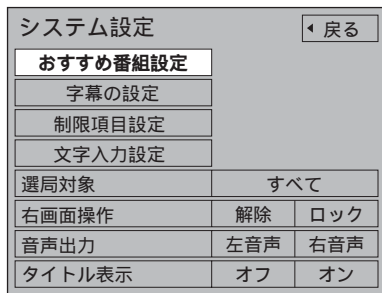 システム設定 戻る
おすすめ番組設定
字幕の設定
制限項目設定
文字入力設定
選局対象 すべて
右画面操作 解除 ロック
音声出力 左音声 右音声
タイトル表示 オフ オン